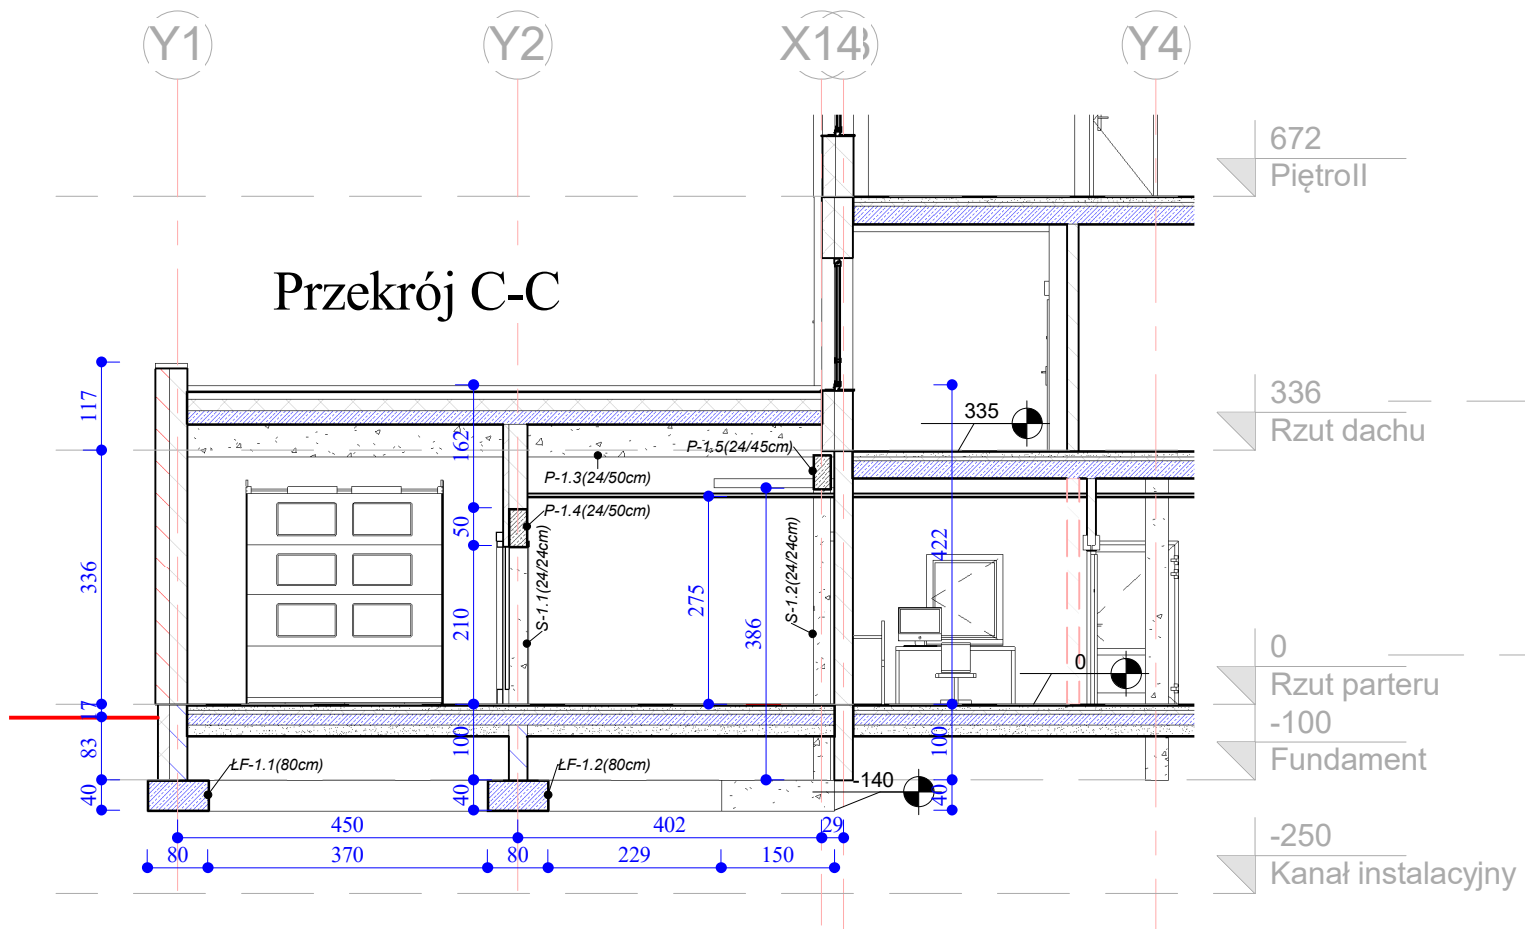 Y1
Y2
X14
Y4
672
PiętroII
Przekrój C-C
336
Rzut dachu
335
117
162
P-1.5(24/45cm)
P-1.3(24/50cm)
P-1.4(24/50cm)
50
336
S-1.1(24/24cm)
S-1.2(24/24cm)
422
275
386
210
0
0
Rzut parteru
-100
Fundament
17
83
100
100
ŁF-1.1(80cm)
ŁF-1.2(80cm)
-140
40
40
40
450
402
29
80
370
80
229
150
-250
Kanał instalacyjny